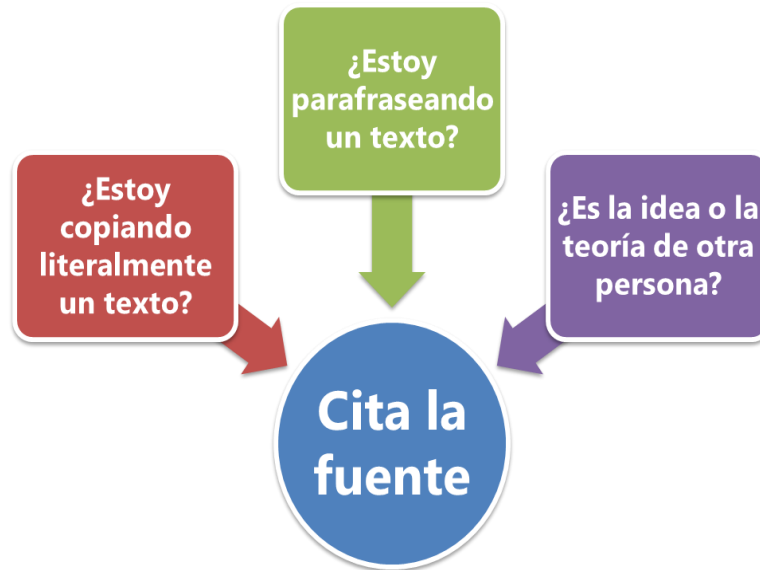 ¿Estoy
parafraseando
un texto?
¿Estoy
copiando
literalmente
un texto?
¿Es la idea o la
teoría de otra
persona?
Cita la
fuente